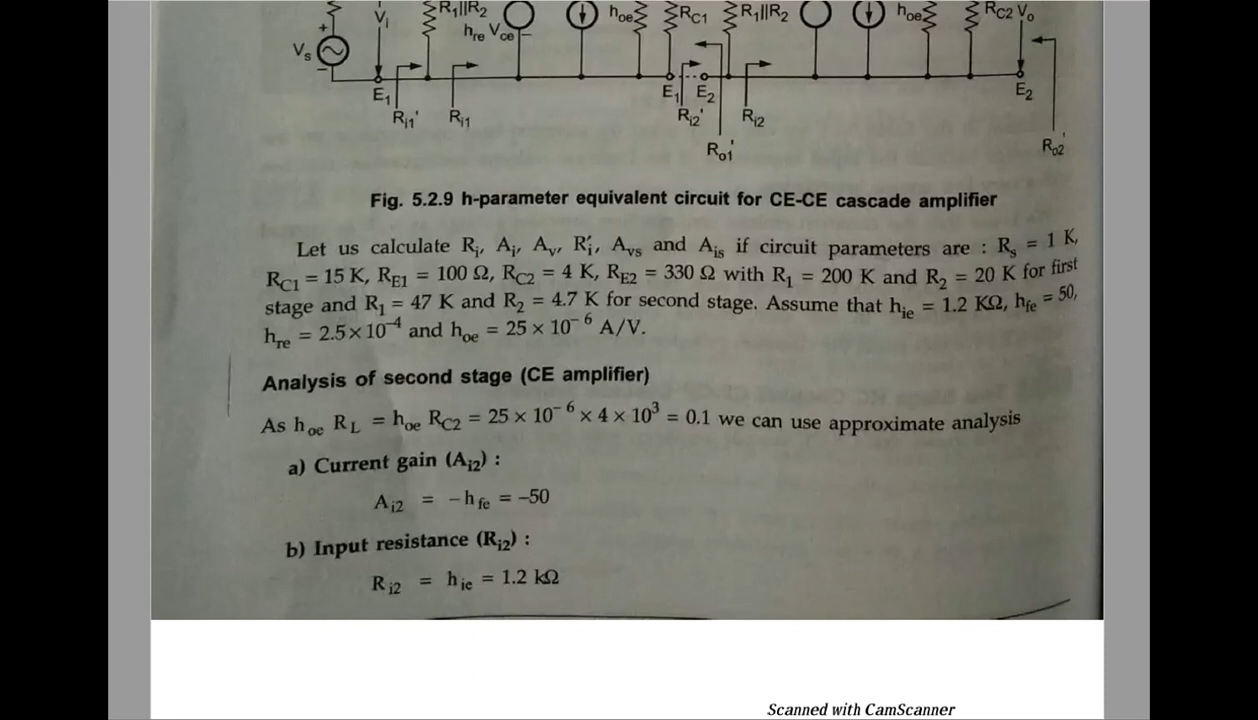 R₁||R₂ hoe RC1 R₁||R₂ hoe RC2 Vo
Vi
hre Vce
Vs
E₁ E₁ E₂ E₂
Ri1' Ri1 Ri2' Ri2
Ro1' Ro2'
Fig. 5.2.9 h-parameter equivalent circuit for CE-CE cascade amplifier
Let us calculate Ri, Ai, Av, R'i, Avs and Ais if circuit parameters are : Rs = 1 K,
RC1 = 15 K, RE1 = 100 Ω, RC2 = 4 K, RE2 = 330 Ω with R₁ = 200 K and R₂ = 20 K for first
stage and R₁ = 47 K and R₂ = 4.7 K for second stage. Assume that hie = 1.2 KΩ, hfe = 50,
hre = 2.5×10⁻⁴ and hoe = 25 × 10⁻⁶ A/V.
Analysis of second stage (CE amplifier)
As hoe RL = hoe RC2 = 25 × 10⁻⁶ × 4 × 10³ = 0.1 we can use approximate analysis
a) Current gain (Ai2) :
Ai2 = −hfe = −50
b) Input resistance (Ri2) :
Ri2 = hie = 1.2 kΩ
Scanned with CamScanner